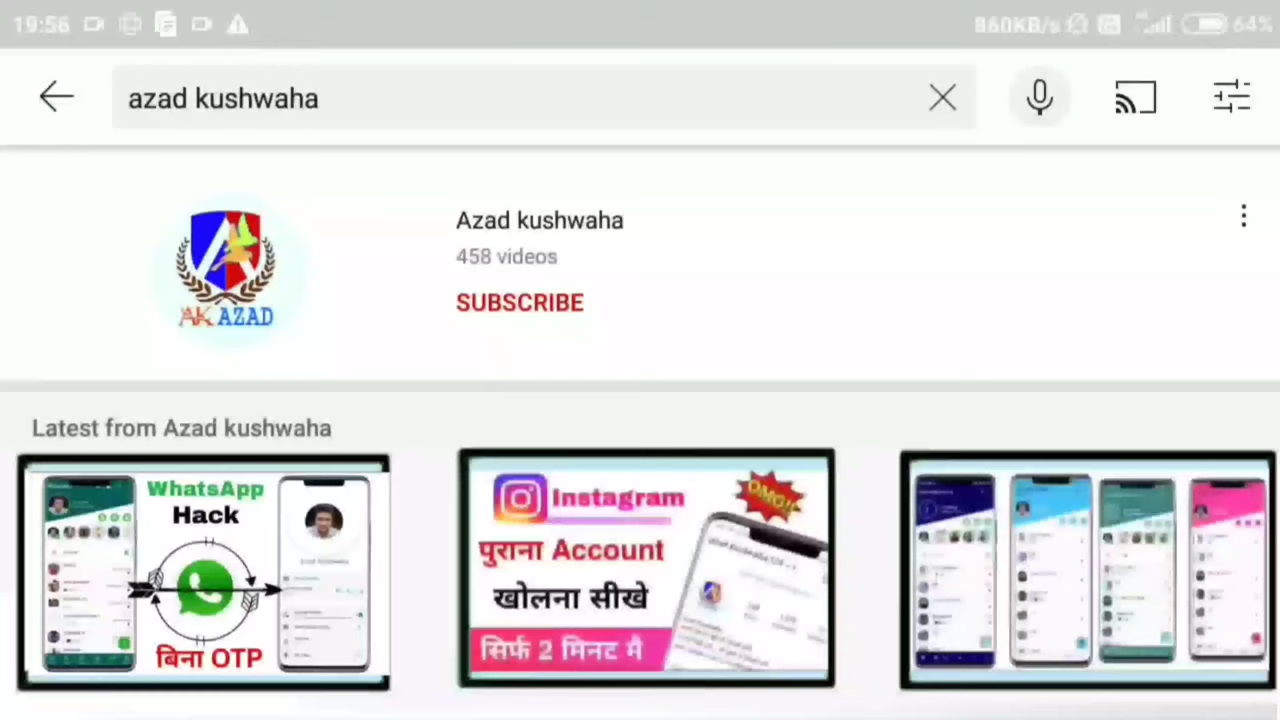 19:56
860KB/s
64%
azad kushwaha
AK AZAD
Azad kushwaha
458 videos
SUBSCRIBE
Latest from Azad kushwaha
WhatsApp
Hack
बिना OTP
Instagram
OMG!!
पुराना Account
खोलना सीखे
सिर्फ 2 मिनट मै